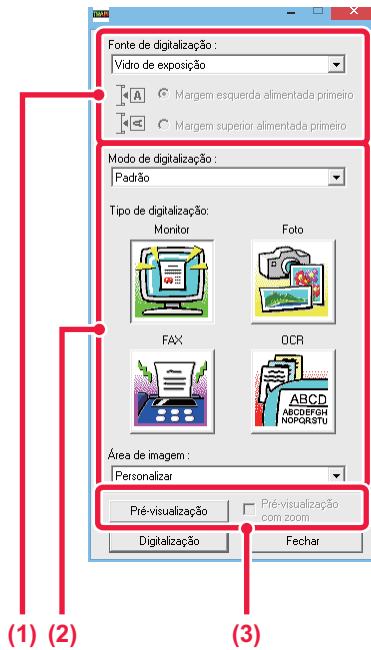 TWAIN
Fonte de digitalização :
Vidro de exposição
A
Margem esquerda alimentada primeiro
A
Margem superior alimentada primeiro
Modo de digitalização :
Padrão
Tipo de digitalização:
Monitor
Foto
FAX
OCR
ABCD
ABCDEFGH
NOPQRSTU
Área de imagem :
Personalizar
Pré-visualização
Pré-visualização
com zoom
Digitalização
Fechar
(1) (2) (3)